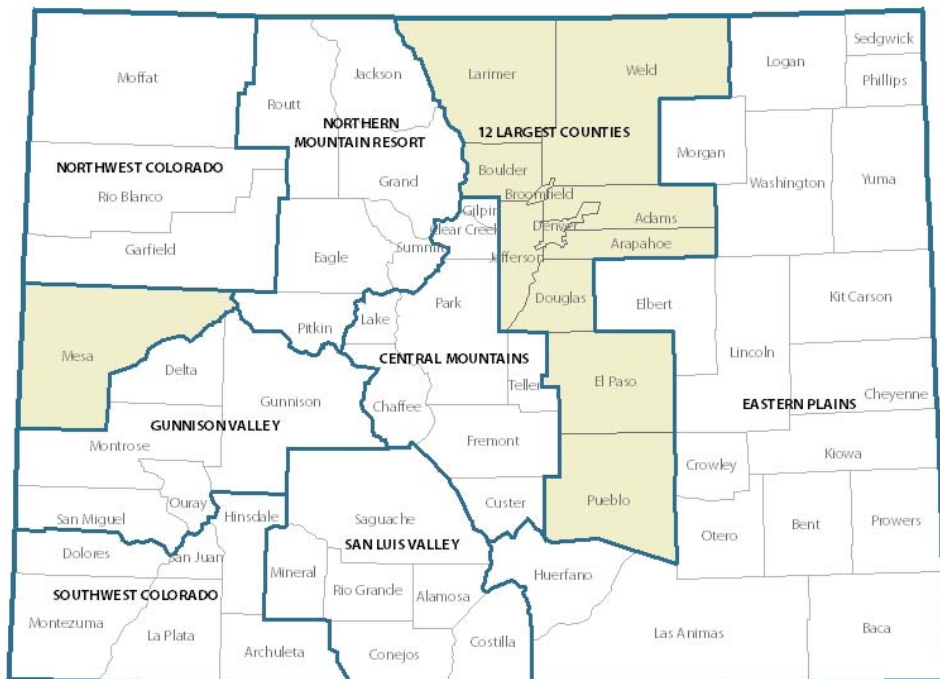 Sedgwick
Logan
Larimer
Weld
Jackson
Moffat
Phillips
Routt
NORTHERN
MOUNTAIN RESORT
12 LARGEST COUNTIES
Morgan
NORTHWEST COLORADO
Boulder
Yuma
Grand
Washington
Rio Blanco
Broomfield
Gilpin
Adams
Denver
Clear Creek
Arapahoe
Garfield
Summit
Eagle
Jefferson
Kit Carson
Park
Douglas
Elbert
Lake
Pitkin
Mesa
Lincoln
CENTRAL MOUNTAINS
Delta
El Paso
Teller
Cheyenne
Gunnison
Chaffee
EASTERN PLAINS
GUNNISON VALLEY
Fremont
Montrose
Kiowa
Crowley
Pueblo
Ouray
Custer
Hinsdale
San Miguel
Saguache
Prowers
Bent
Otero
SAN LUIS VALLEY
Dolores
San Juan
Mineral
Huerfano
Rio Grande
SOUTHWEST COLORADO
Alamosa
Montezuma
La Plata
Las Animas
Costilla
Baca
Archuleta
Conejos